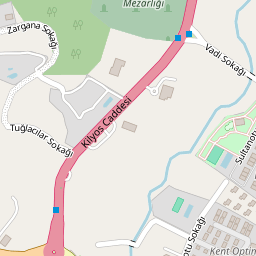 Mezarlığı
Zargana Sokağı
Vadi Sokağı
Kilyos Caddesi
Tuğlacılar Sokağı
Sokağı
Kent Optim